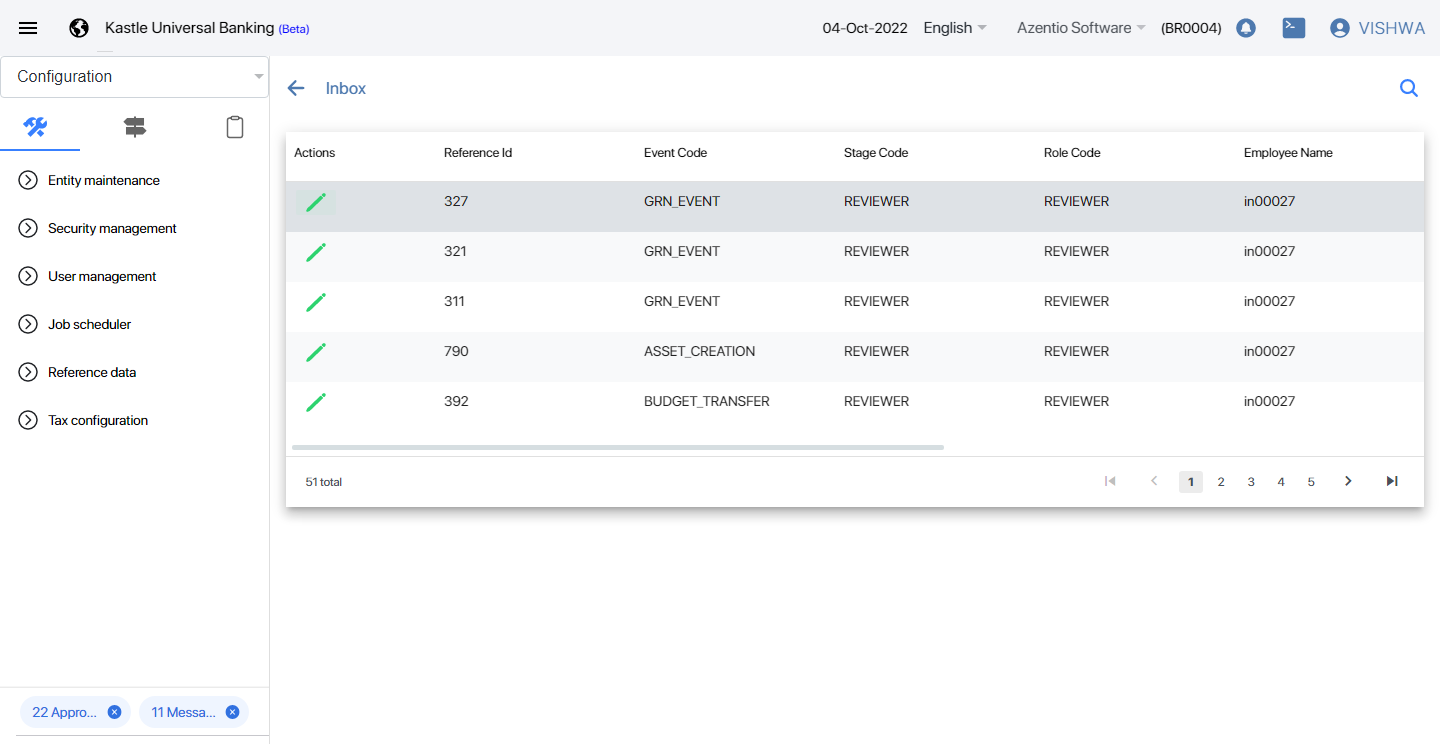 Kastle Universal Banking (Beta) 04-Oct-2022 English Azentio Software (BR0004) VISHWA
Configuration
Entity maintenance
Security management
User management
Job scheduler
Reference data
Tax configuration
22 Appro... 11 Messa...
Inbox
Actions Reference Id Event Code Stage Code Role Code Employee Name
327 GRN_EVENT REVIEWER REVIEWER in00027
321 GRN_EVENT REVIEWER REVIEWER in00027
311 GRN_EVENT REVIEWER REVIEWER in00027
790 ASSET_CREATION REVIEWER REVIEWER in00027
392 BUDGET_TRANSFER REVIEWER REVIEWER in00027
51 total 1 2 3 4 5